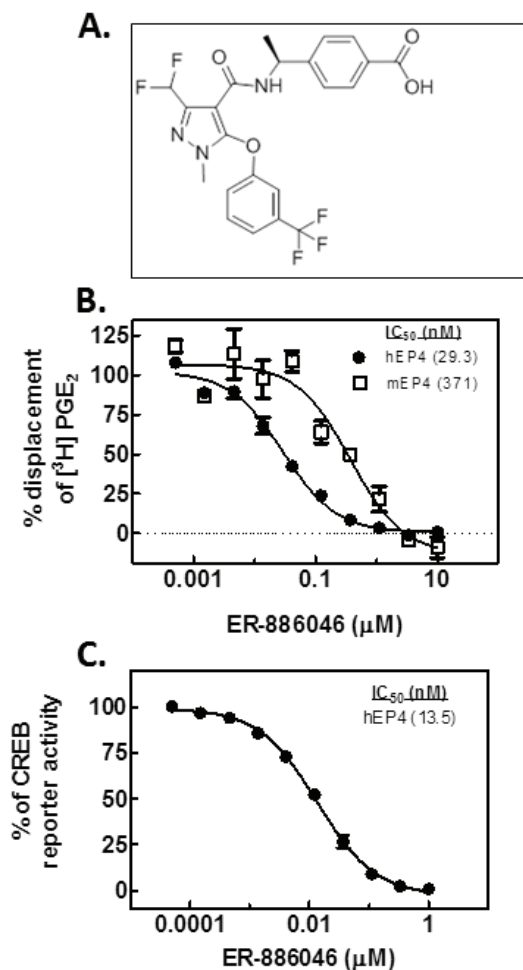 A.
O
F
O
NH
OH
F
N
N
O
F
F
F
B.
125
100
75
50
25
0
% displacement
of [³H] PGE₂
IC₅₀ (nM)
hEP4 (29.3)
mEP4 (371)
0.001
0.1
10
ER-886046 (μM)
C.
100
75
50
25
0
% of CREB
reporter activity
IC₅₀ (nM)
hEP4 (13.5)
0.0001
0.01
1
ER-886046 (μM)